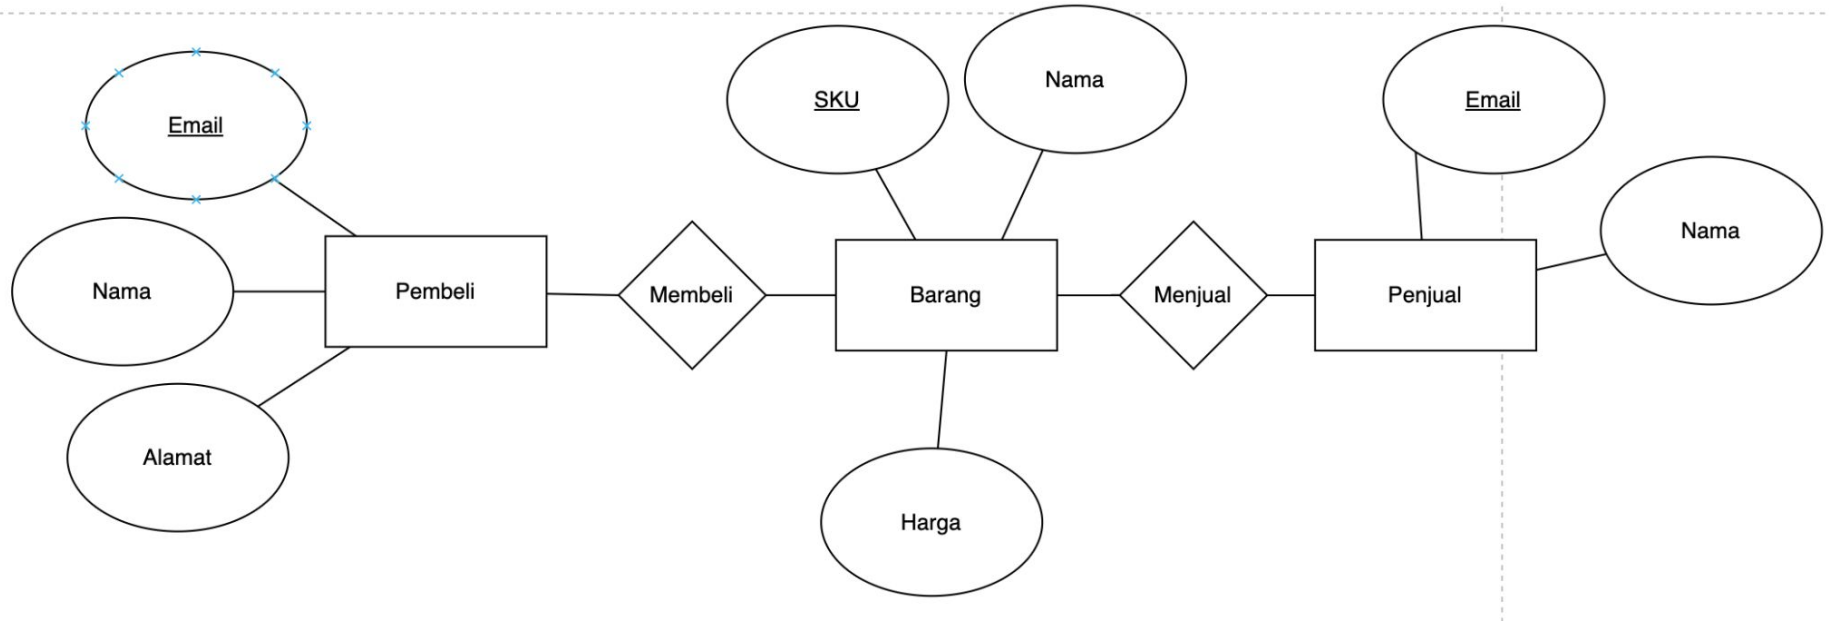 Email
Nama
Alamat
Pembeli
Membeli
SKU
Nama
Barang
Harga
Menjual
Email
Nama
Penjual